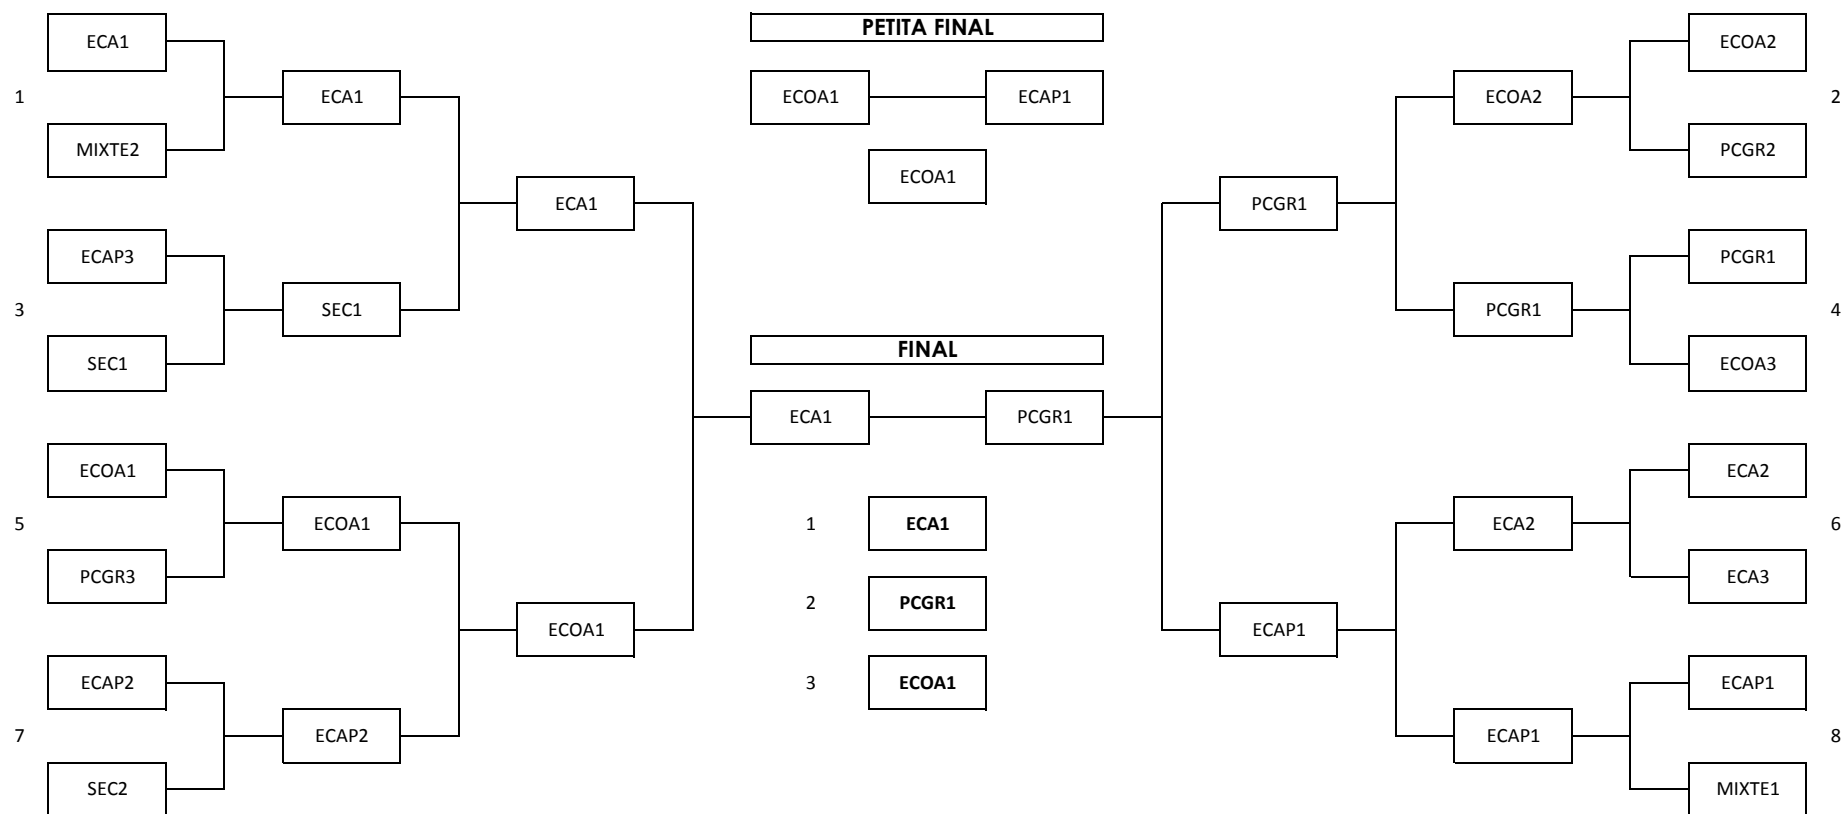 ECA1
1
MIXTE2
ECA1
ECAP3
3
SEC1
SEC1
ECA1
ECOA1
5
PCGR3
ECOA1
ECAP2
7
SEC2
ECAP2
ECOA1
PETITA FINAL
ECOA1 ECAP1
ECOA1
FINAL
ECA1 PCGR1
1 ECA1
2 PCGR1
3 ECOA1
PCGR1
ECOA2
ECOA2
2
PCGR2
PCGR1
PCGR1
4
ECOA3
ECAP1
ECA2
ECA2
6
ECA3
ECAP1
ECAP1
8
MIXTE1